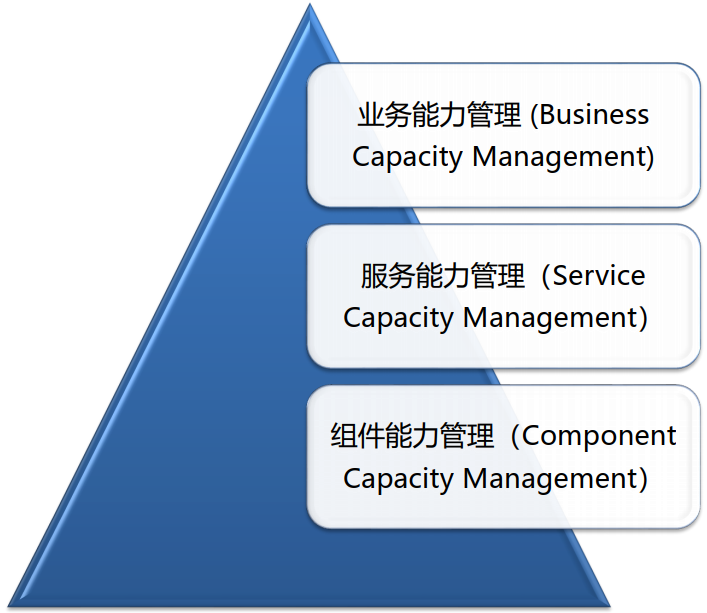 业务能力管理 (Business
Capacity Management)
服务能力管理（Service
Capacity Management）
组件能力管理（Component
Capacity Management）